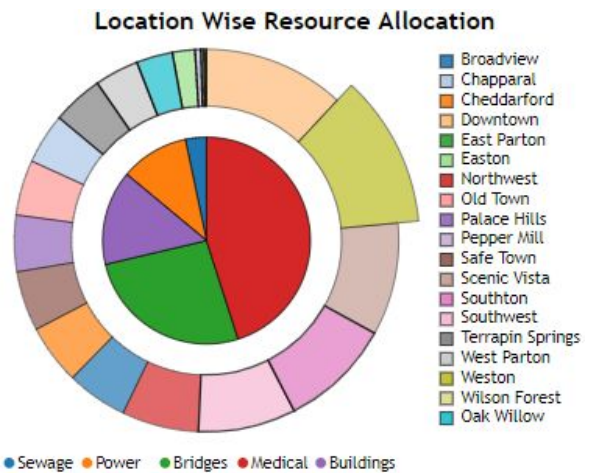 Location Wise Resource Allocation
Broadview
Chapparal
Cheddarford
Downtown
East Parton
Easton
Northwest
Old Town
Palace Hills
Pepper Mill
Safe Town
Scenic Vista
Southton
Southwest
Terrapin Springs
West Parton
Weston
Wilson Forest
Oak Willow
Sewage Power Bridges Medical Buildings